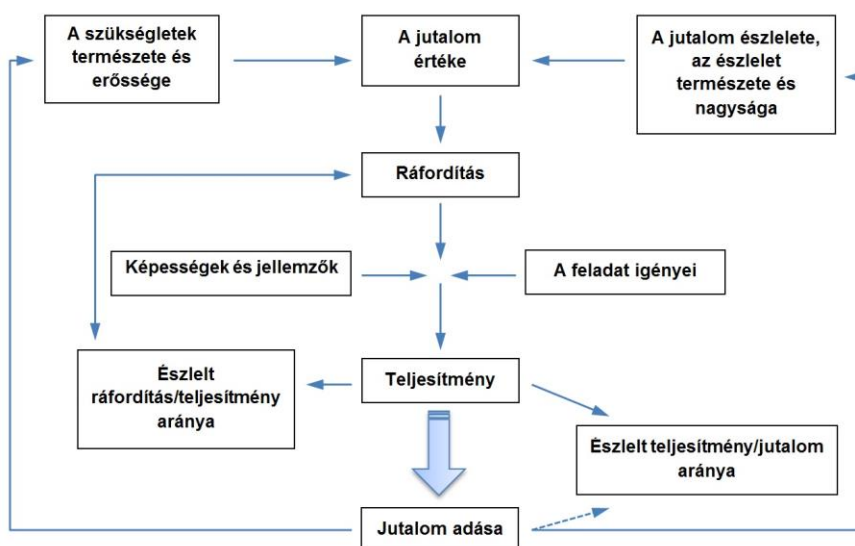 A szükségletek
természete és
erőssége
A jutalom
értéke
A jutalom észlelete,
az észlelet
természete és
nagysága
Ráfordítás
Képességek és jellemzők
A feladat igényei
Észlelt
ráfordítás/teljesítmény
aránya
Teljesítmény
Észlelt teljesítmény/jutalom
aránya
Jutalom adása